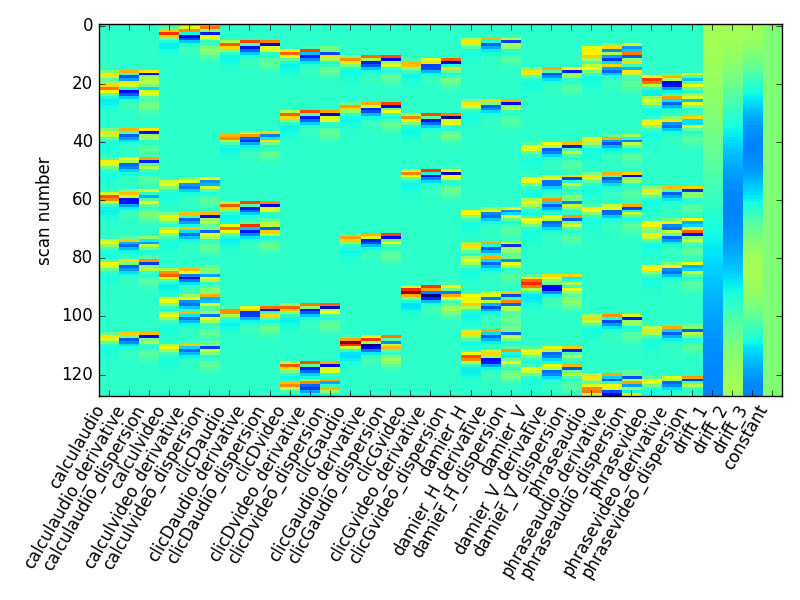 0
20
40
60
80
100
120
scan number
calculaudio
calculaudio_derivative
calculaudio_dispersion
calculvideo
calculvideo_derivative
calculvideo_dispersion
clicDaudio
clicDaudio_derivative
clicDaudio_dispersion
clicDvideo
clicDvideo_derivative
clicDvideo_dispersion
clicGaudio
clicGaudio_derivative
clicGaudio_dispersion
clicGvideo
clicGvideo_derivative
clicGvideo_dispersion
damier_H
damier_H_derivative
damier_H_dispersion
damier_V
damier_V_derivative
damier_V_dispersion
phraseaudio
phraseaudio_derivative
phraseaudio_dispersion
phrasevideo
phrasevideo_derivative
phrasevideo_dispersion
drift_1
drift_2
drift_3
constant